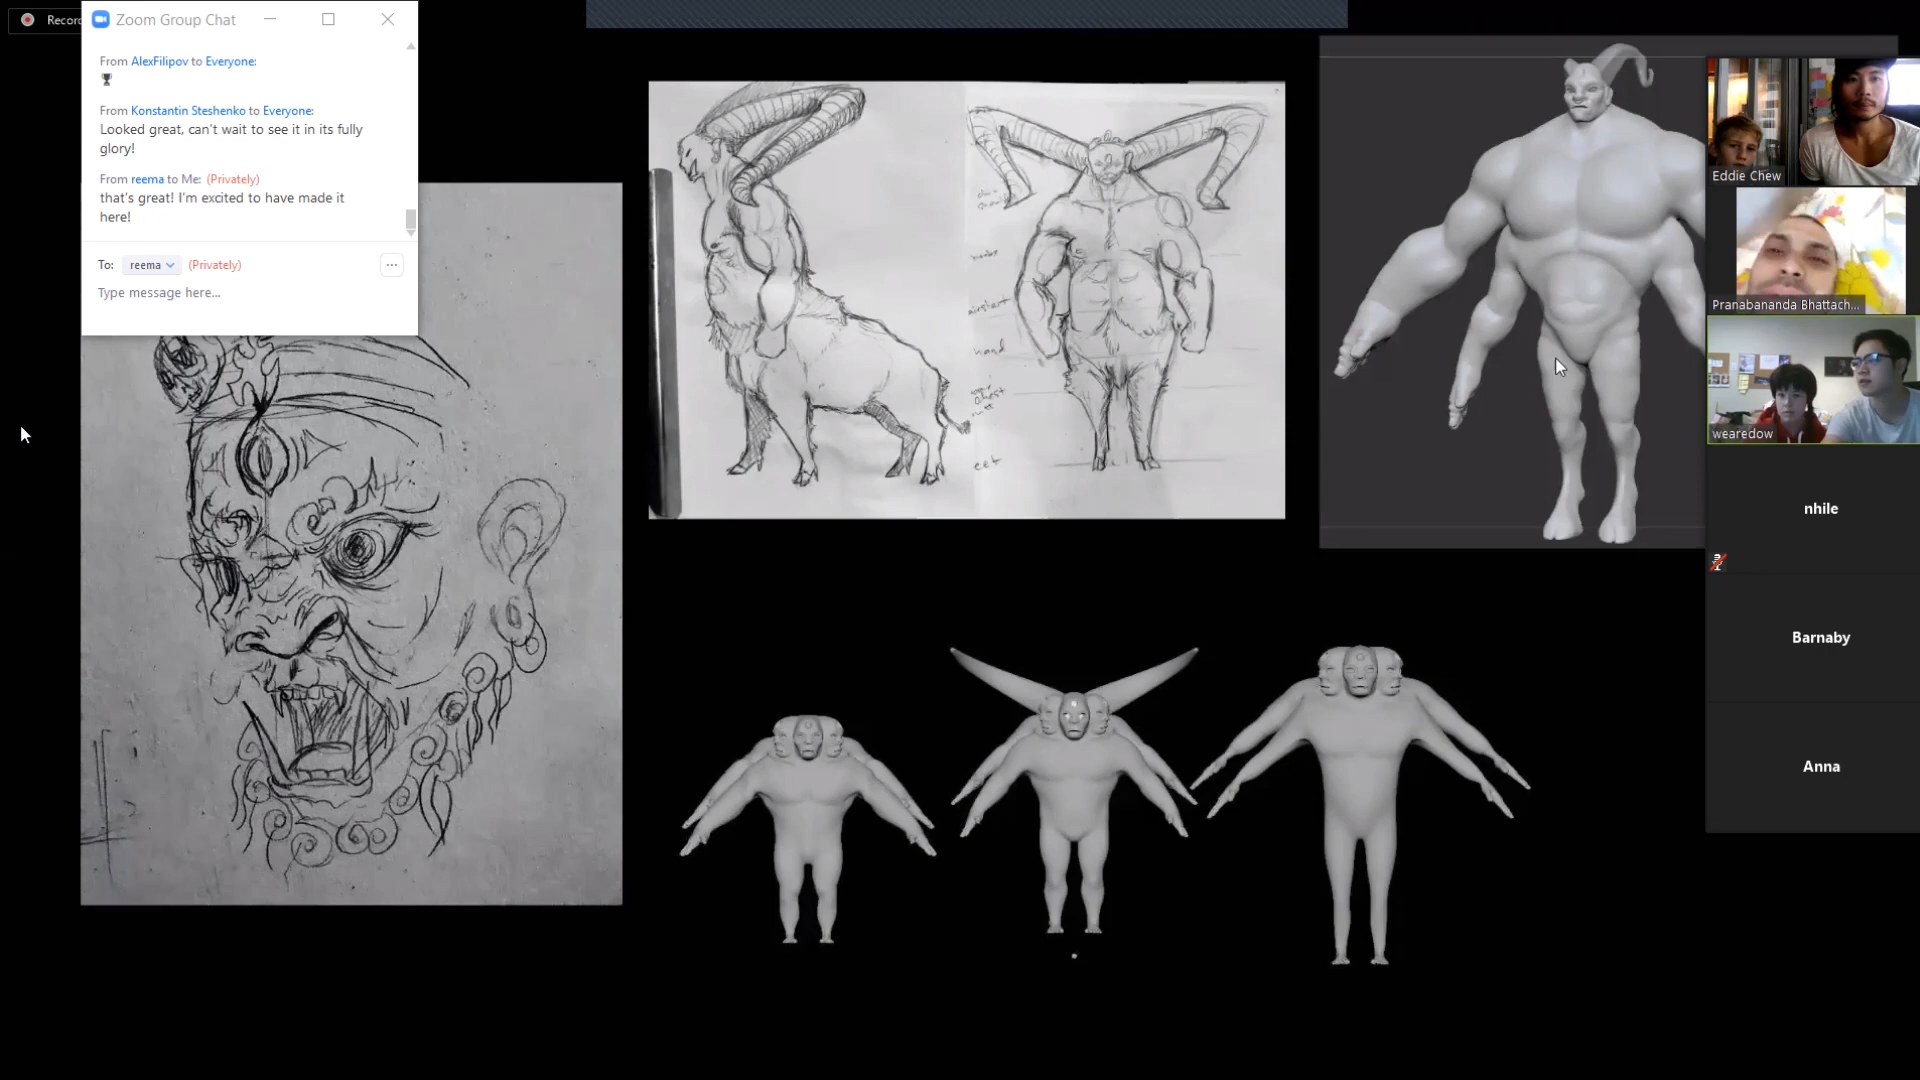 Recor
Zoom Group Chat
From AlexFilipov to Everyone:
From Konstantin Steshenko to Everyone:
Looked great, can't wait to see it in its fully
glory!
From reema to Me: (Privately)
that's great! I'm excited to have made it
here!
To: reema (Privately)
Type message here...
hand
Eddie Chew
Pranabananda Bhattach...
wearedow
nhile
Barnaby
Anna